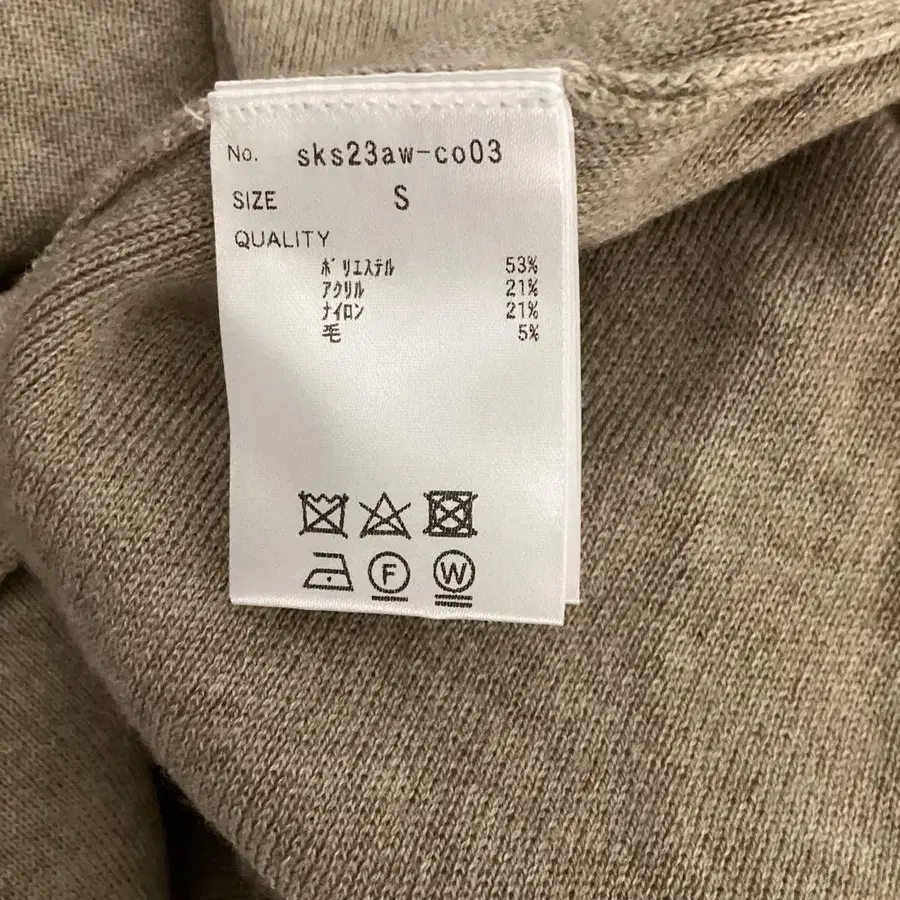 No. sks23aw-co03
SIZE S
QUALITY
ﾎﾟﾘｴｽﾃﾙ 53%
ｱｸﾘﾙ 21%
ﾅｲﾛﾝ 21%
毛 5%
F W